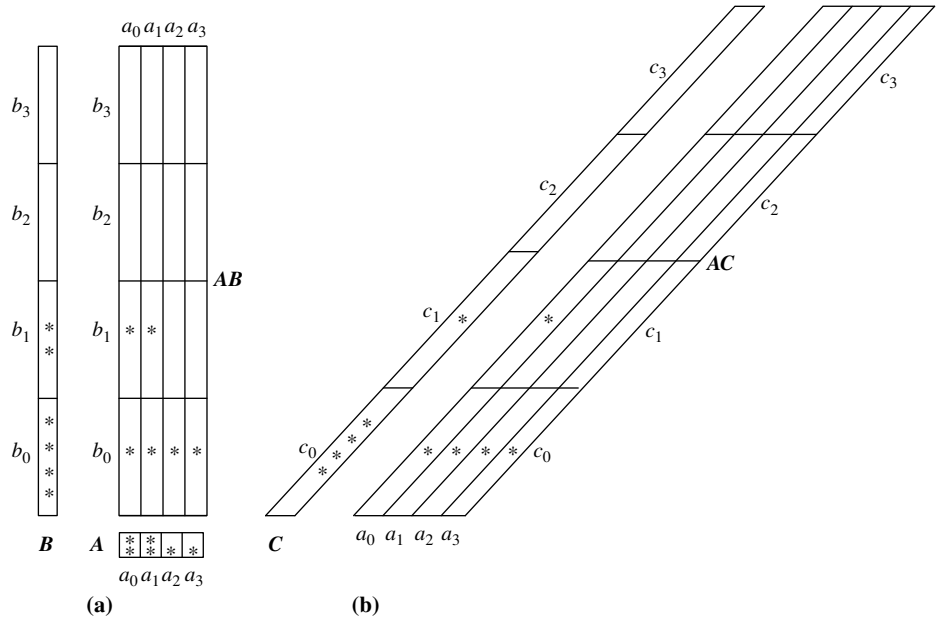 a0 a1 a2 a3
b3 b3
b2 b2
AB
b1 b1
* * *
*
b0 b0
* * * * *
*
*
*
B A
* * * *
* *
a0 a1 a2 a3
(a)
c3 c3
c2 c2
AC
c1 c1
* *
c0 c0
* * * *
* * * *
C
a0 a1 a2 a3
(b)